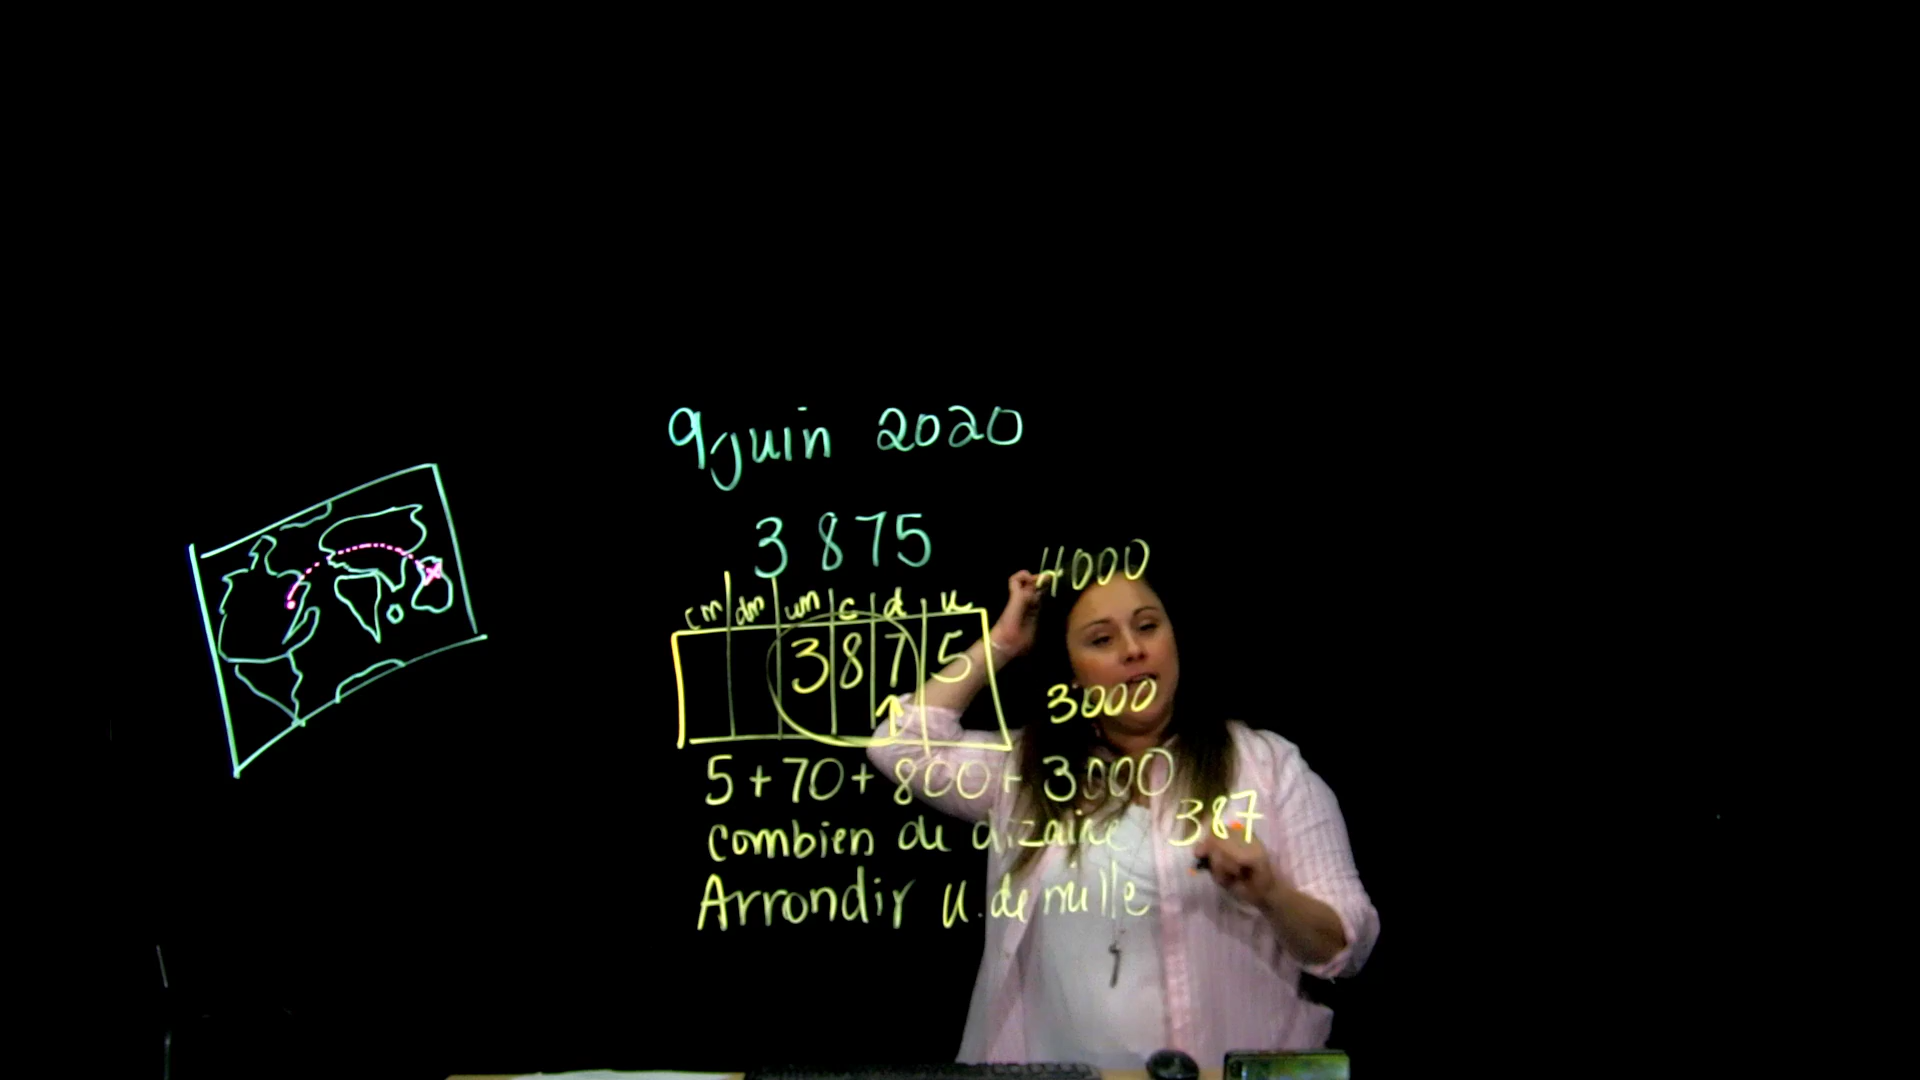 9 juin 2020
3 875
4000
cm dm um c d u
3 8 7 5
3000
5 + 70 + 800 + 3000
combien de dizaine 387
Arrondir u. de mille